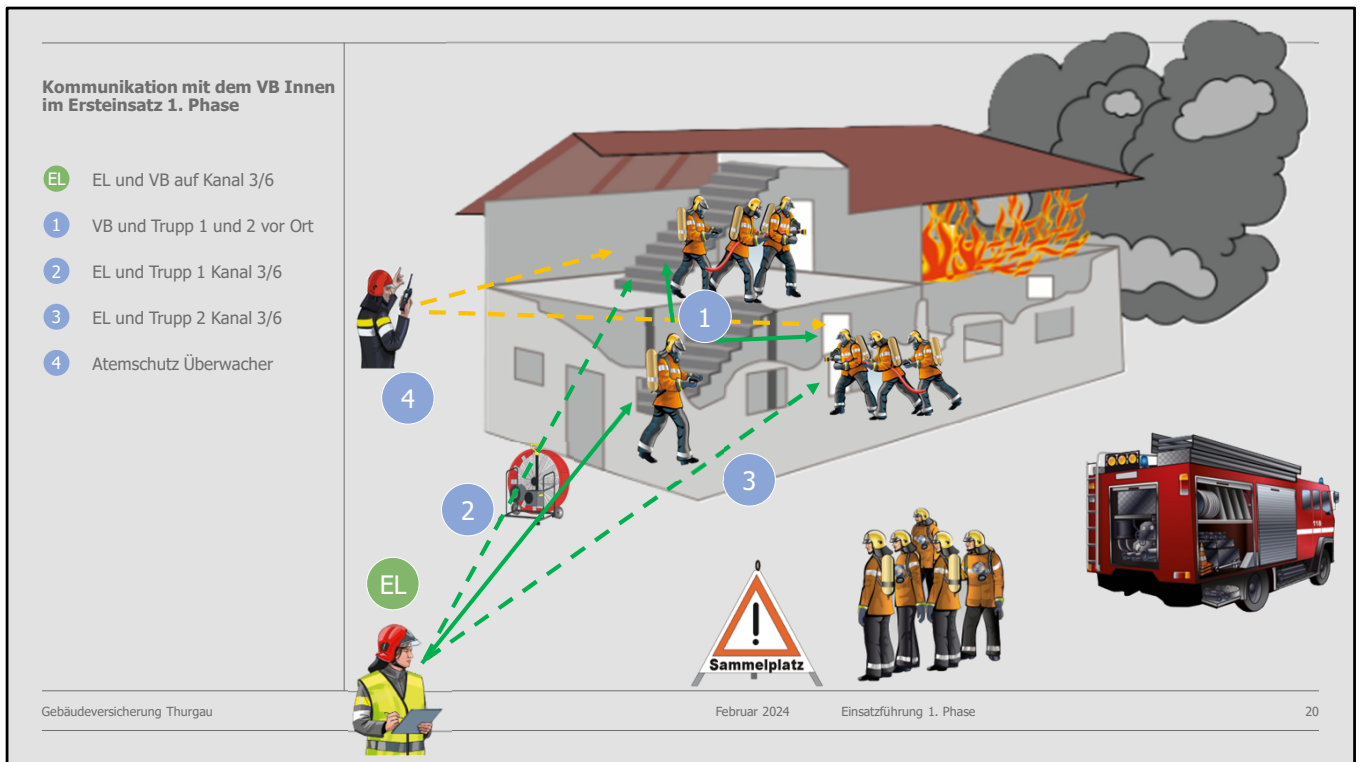 Kommunikation mit dem VB Innen
im Ersteinsatz 1. Phase
EL EL und VB auf Kanal 3/6
1 VB und Trupp 1 und 2 vor Ort
2 EL und Trupp 1 Kanal 3/6
3 EL und Trupp 2 Kanal 3/6
4 Atemschutz Überwacher
1
4
3
2
118
EL
Sammelplatz
Gebäudeversicherung Thurgau Februar 2024 Einsatzführung 1. Phase 20